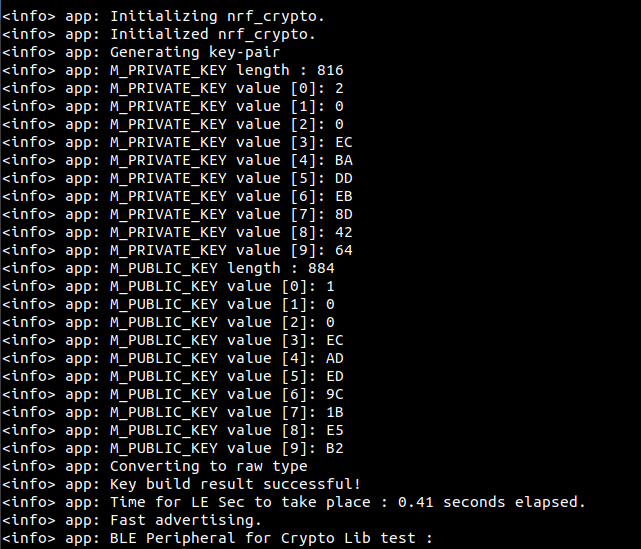 <info> app: Initializing nrf_crypto.
<info> app: Initialized nrf_crypto.
<info> app: Generating key-pair
<info> app: M_PRIVATE_KEY length : 816
<info> app: M_PRIVATE_KEY value [0]: 2
<info> app: M_PRIVATE_KEY value [1]: 0
<info> app: M_PRIVATE_KEY value [2]: 0
<info> app: M_PRIVATE_KEY value [3]: EC
<info> app: M_PRIVATE_KEY value [4]: BA
<info> app: M_PRIVATE_KEY value [5]: DD
<info> app: M_PRIVATE_KEY value [6]: EB
<info> app: M_PRIVATE_KEY value [7]: 8D
<info> app: M_PRIVATE_KEY value [8]: 42
<info> app: M_PRIVATE_KEY value [9]: 64
<info> app: M_PUBLIC_KEY length : 884
<info> app: M_PUBLIC_KEY value [0]: 1
<info> app: M_PUBLIC_KEY value [1]: 0
<info> app: M_PUBLIC_KEY value [2]: 0
<info> app: M_PUBLIC_KEY value [3]: EC
<info> app: M_PUBLIC_KEY value [4]: AD
<info> app: M_PUBLIC_KEY value [5]: ED
<info> app: M_PUBLIC_KEY value [6]: 9C
<info> app: M_PUBLIC_KEY value [7]: 1B
<info> app: M_PUBLIC_KEY value [8]: E5
<info> app: M_PUBLIC_KEY value [9]: B2
<info> app: Converting to raw type
<info> app: Key build result successful!
<info> app: Time for LE Sec to take place : 0.41 seconds elapsed.
<info> app: Fast advertising.
<info> app: BLE Peripheral for Crypto Lib test :